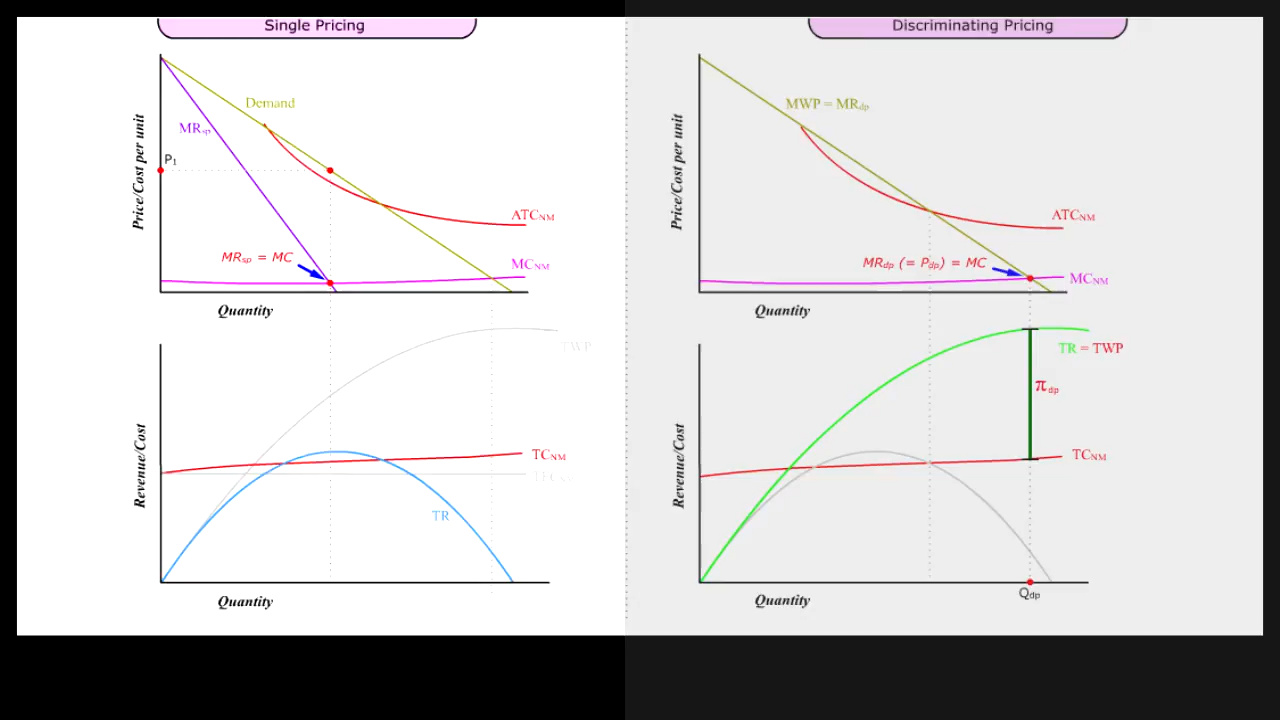 Single Pricing
Demand
MRsp
P1
Price/Cost per unit
ATCNM
MRsp = MC
MCNM
Quantity
TWP
Revenue/Cost
TCNM
TR
Quantity
Discriminating Pricing
MWP = MRdp
Price/Cost per unit
ATCNM
MRdp (= Pdp) = MC
MCNM
Quantity
TR = TWP
πdp
Revenue/Cost
TCNM
Quantity
Qdp